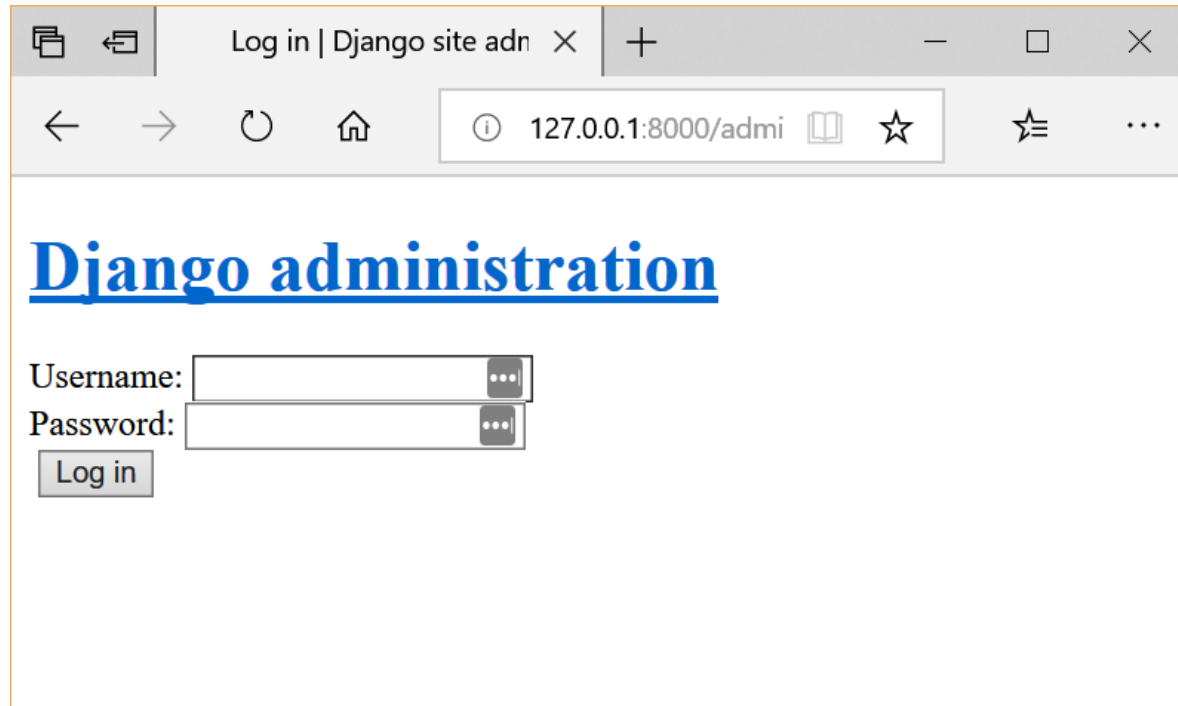 Log in | Django site adn
127.0.0.1:8000/admi
Django administration
Username:
Password:
Log in